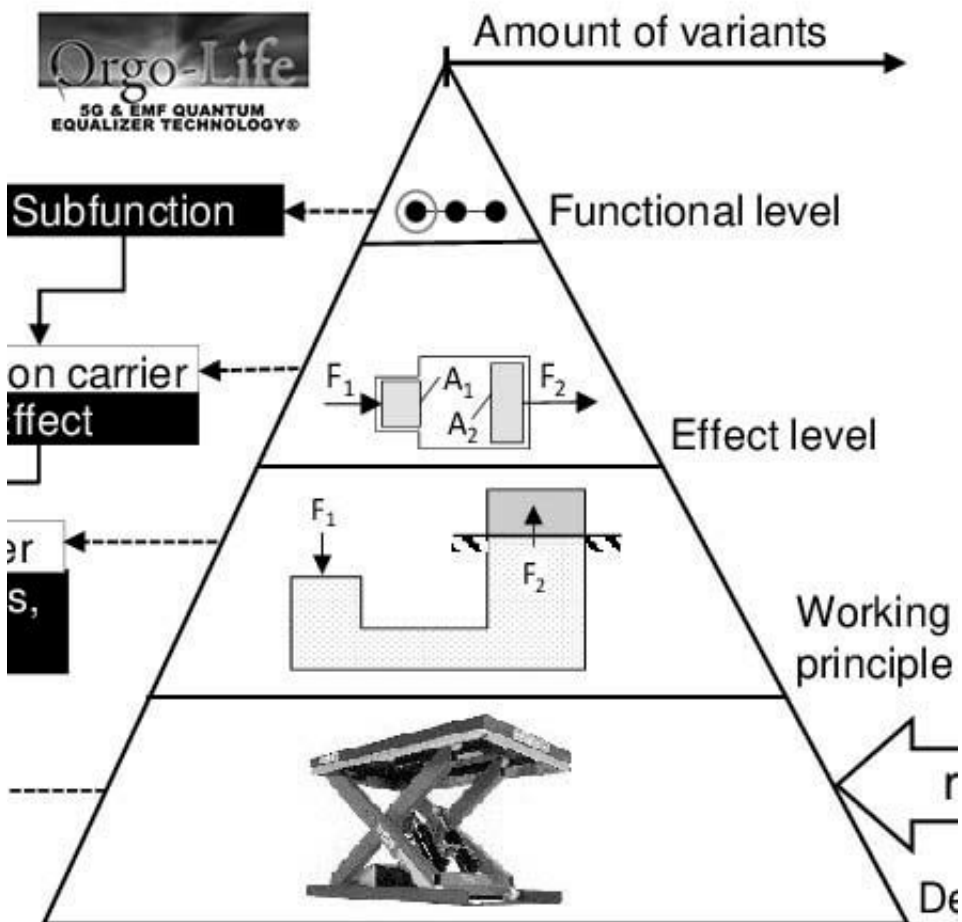 Amount of variants
Orgo-Life
5G & EMF QUANTUM
EQUALIZER TECHNOLOGY®
Subfunction
Functional level
on carrier
F₁
A₁
F₂
A₂
Effect level
F₁
F₂
s,
Working
principle